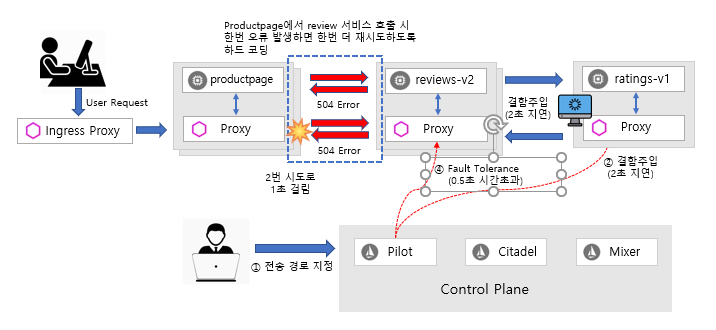 Productpage에서 review 서비스 호출 시
한번 오류 발생하면 한번 더 재시도하도록
하드 코딩
productpage
reviews-v2
ratings-v1
504 Error
User Request
결함주입
(2초 지연)
Ingress Proxy
Proxy
Proxy
Proxy
504 Error
2번 시도로
1초 걸림
④ Fault Tolerance
(0.5초 시간초과)
② 결함주입
(2초 지연)
① 전송 경로 지정
Pilot
Citadel
Mixer
Control Plane